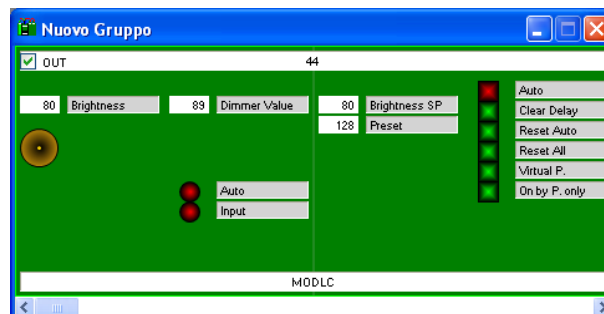 Nuovo Gruppo
OUT 44
80 Brightness 89 Dimmer Value 80 Brightness SP
128 Preset
Auto
Clear Delay
Reset Auto
Reset All
Virtual P.
On by P. only
Auto
Input
MODLC